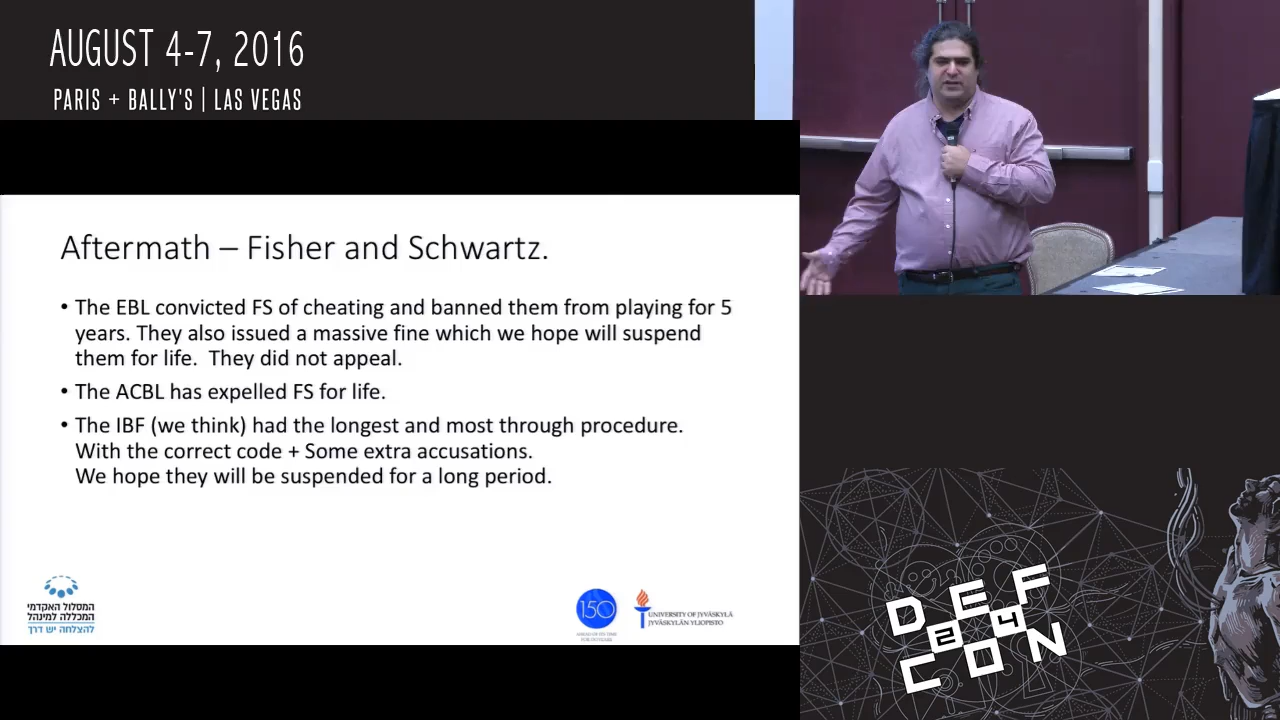 AUGUST 4-7, 2016
PARIS + BALLY'S | LAS VEGAS
Aftermath – Fisher and Schwartz.
• The EBL convicted FS of cheating and banned them from playing for 5
years. They also issued a massive fine which we hope will suspend
them for life.  They did not appeal.
• The ACBL has expelled FS for life.
• The IBF (we think) had the longest and most through procedure.
With the correct code + Some extra accusations.
We hope they will be suspended for a long period.
המסלול האקדמי
המכללה למינהל
להצלחה יש דרך
150
UNIVERSITY OF JYVÄSKYLÄ
JYVÄSKYLÄN YLIOPISTO
DEF
24
CON